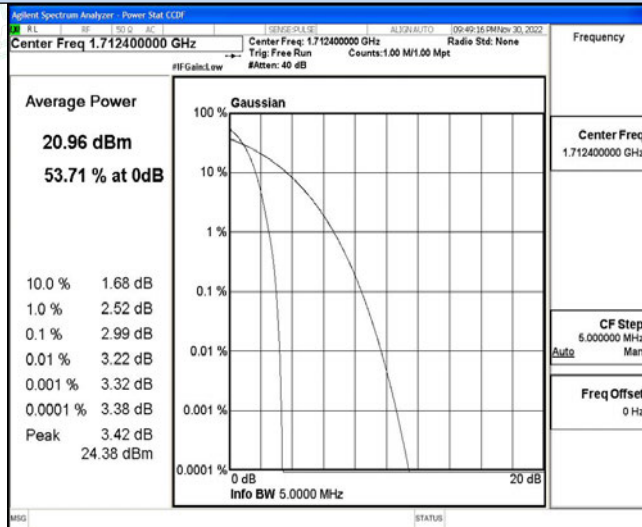 Agilent Spectrum Analyzer - Power Stat CCDF
RL RF 50 Ω AC SENSE:PULSE ALIGNAUTO 09:49:16 PM Nov 30, 2022
Center Freq 1.712400000 GHz
Center Freq: 1.712400000 GHz Radio Std: None
Trig: Free Run Counts:1.00 M/1.00 Mpt
#IFGain:Low #Atten: 40 dB
Frequency
Average Power
20.96 dBm
53.71 % at 0dB
10.0 % 1.68 dB
1.0 % 2.52 dB
0.1 % 2.99 dB
0.01 % 3.22 dB
0.001 % 3.32 dB
0.0001 % 3.38 dB
Peak 3.42 dB
24.38 dBm
Gaussian
100 %
10 %
1 %
0.1 %
0.01 %
0.001 %
0.0001 %
0 dB 20 dB
Info BW 5.0000 MHz
Center Freq
1.712400000 GHz
CF Step
5.000000 MHz
Auto Man
Freq Offset
0 Hz
MSG STATUS